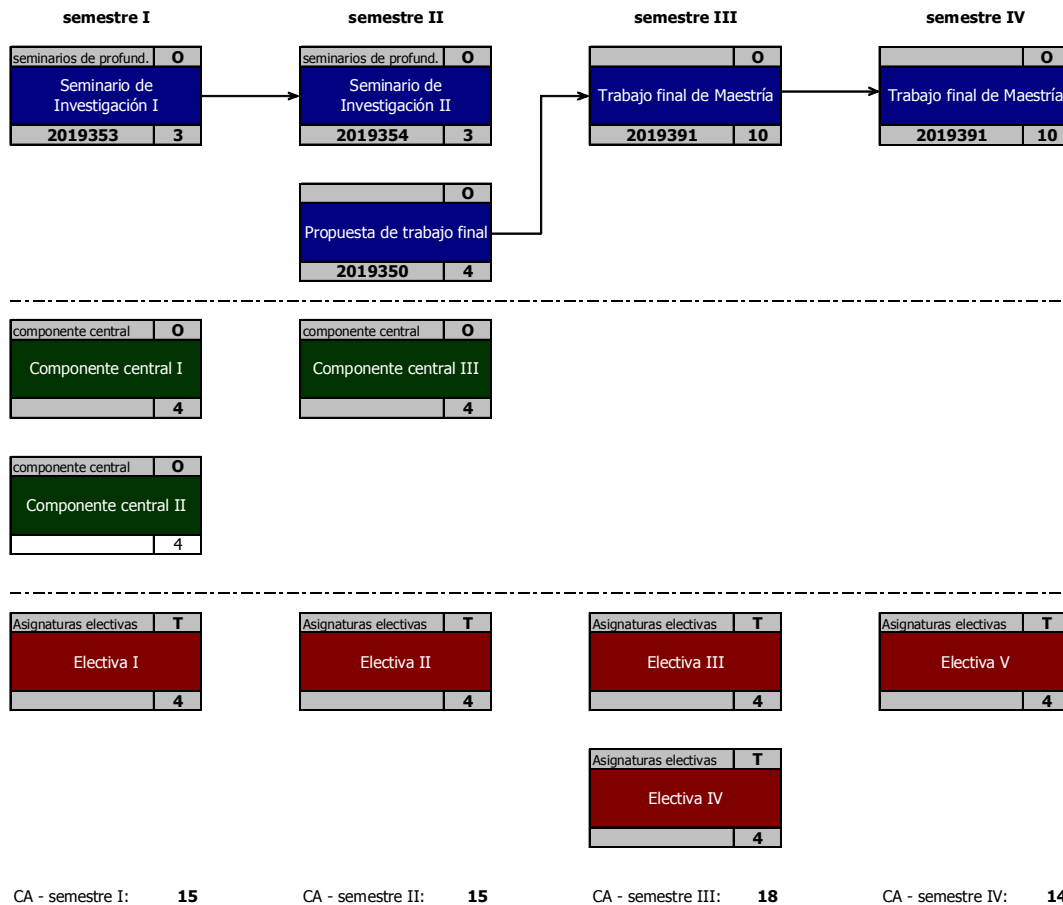 semestre I
semestre II
semestre III
semestre IV
seminarios de profund. O
Seminario de
Investigación I
2019353 3
seminarios de profund. O
Seminario de
Investigación II
2019354 3
O
Trabajo final de Maestría
2019391 10
O
Trabajo final de Maestría
2019391 10
O
Propuesta de trabajo final
2019350 4
componente central O
Componente central I
4
componente central O
Componente central III
4
componente central O
Componente central II
4
Asignaturas electivas T
Electiva I
4
Asignaturas electivas T
Electiva II
4
Asignaturas electivas T
Electiva III
4
Asignaturas electivas T
Electiva V
4
Asignaturas electivas T
Electiva IV
4
CA - semestre I: 15
CA - semestre II: 15
CA - semestre III: 18
CA - semestre IV: 14